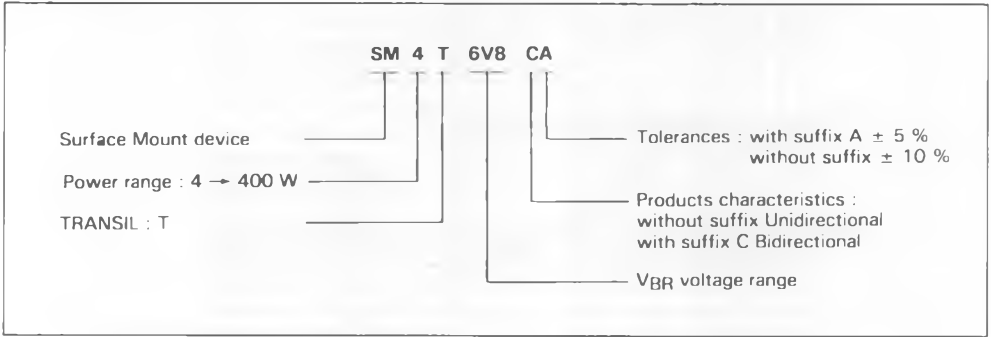 SM 4 T 6V8 CA
Surface Mount device
Power range : 4 → 400 W
TRANSIL : T
Tolerances : with suffix A ± 5 %
without suffix ± 10 %
Products characteristics :
without suffix Unidirectional
with suffix C Bidirectional
VBR voltage range